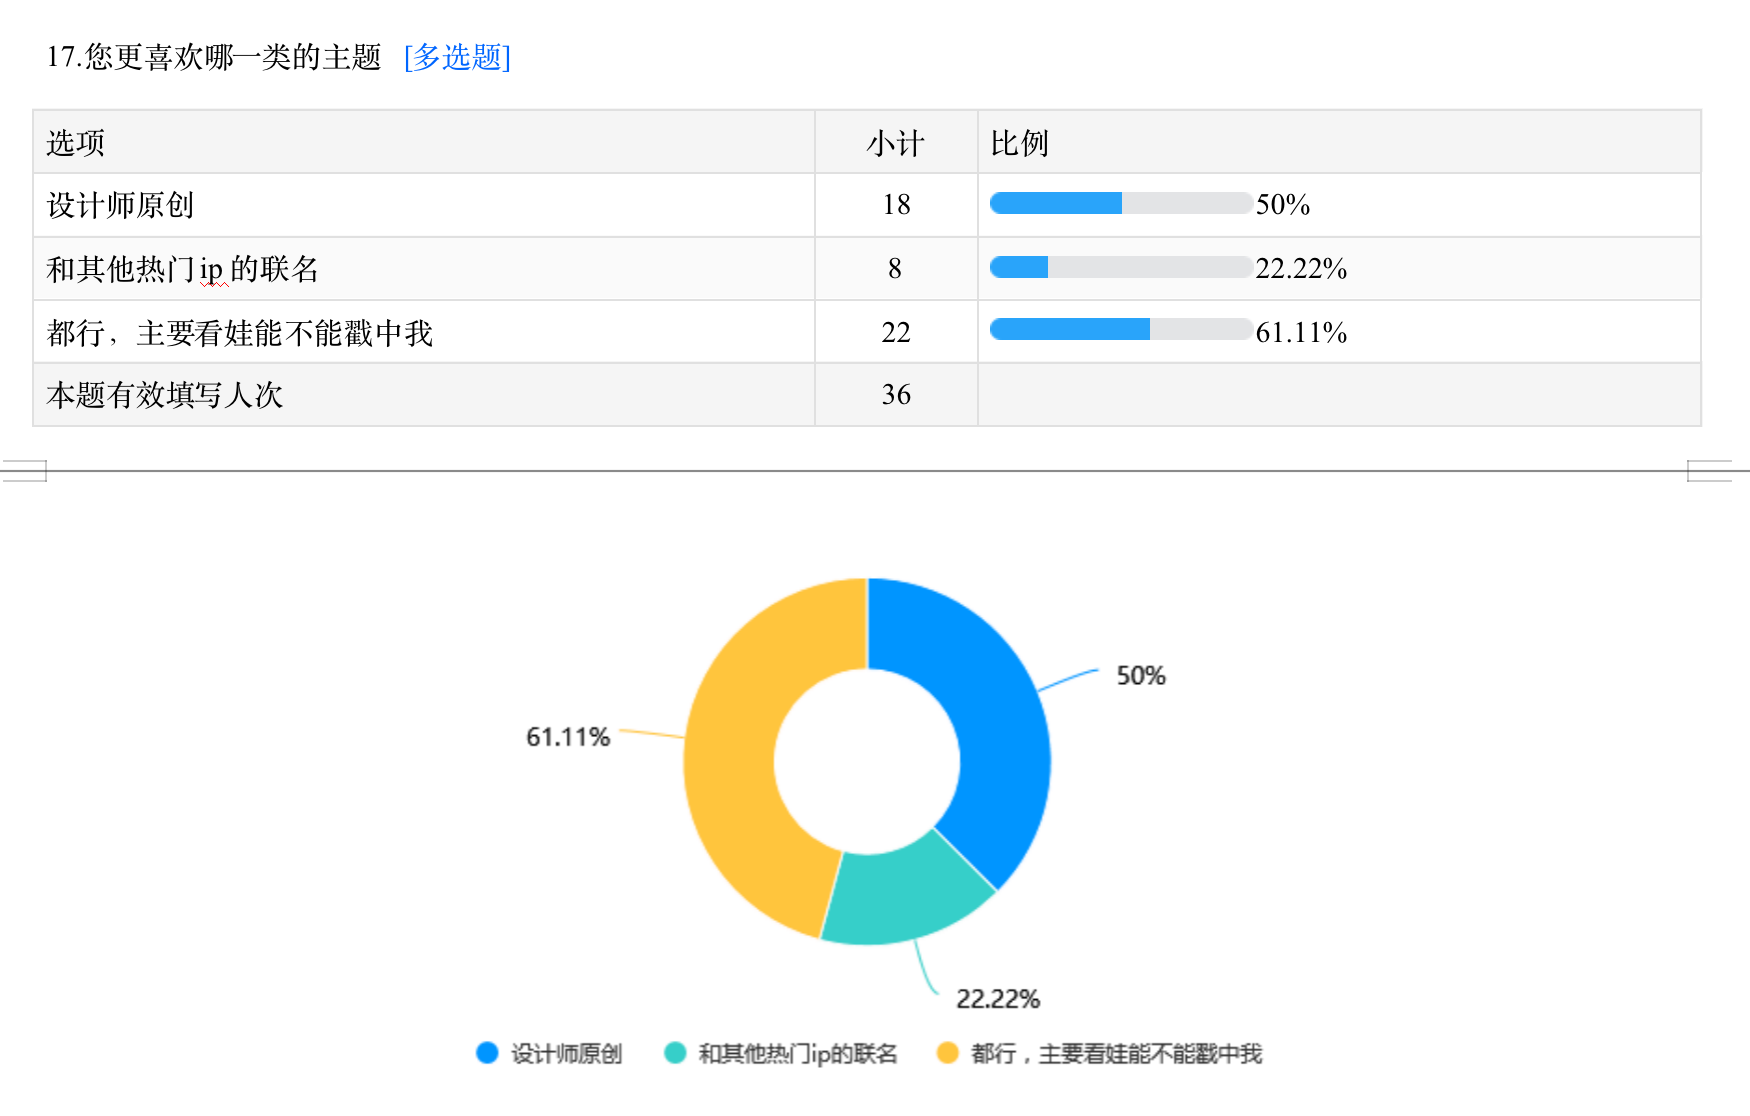 17.您更喜欢哪一类的主题 [多选题]
选项 小计 比例
设计师原创 18 50%
和其他热门ip的联名 8 22.22%
都行，主要看娃能不能戳中我 22 61.11%
本题有效填写人次 36
50%
61.11%
22.22%
设计师原创 和其他热门ip的联名 都行，主要看娃能不能戳中我